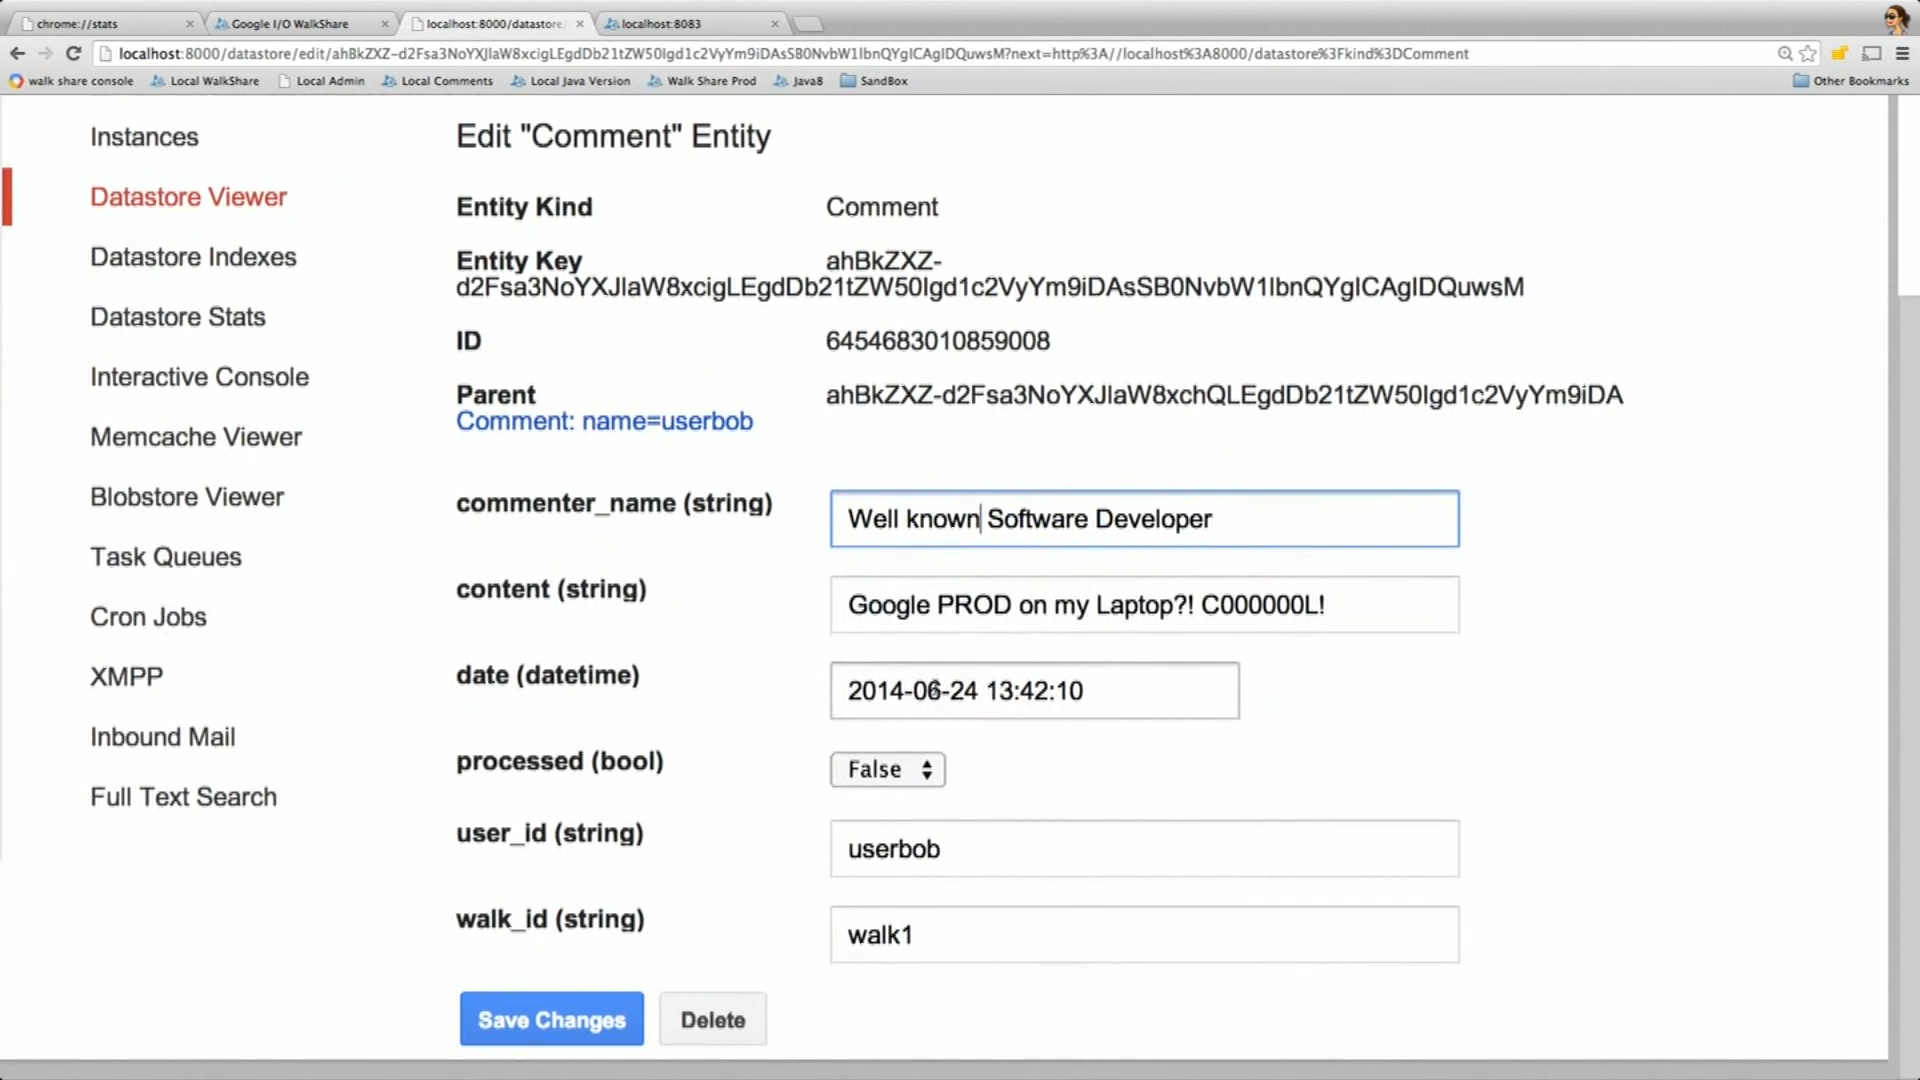 chrome://stats
Google I/O WalkShare
localhost:8000/datastore/
localhost:8083
localhost:8000/datastore/edit/ahBkZXZ-d2Fsa3NoYXJlaW8xcigLEgdDb21tZW50Igd1c2VyYm9iDAsSB0NvbW1lbnQYgICAgIDQuwsM?next=http%3A//localhost%3A8000/datastore%3Fkind%3DComment
walk share console
Local WalkShare
Local Admin
Local Comments
Local Java Version
Walk Share Prod
Java8
SandBox
Other Bookmarks
Instances
Datastore Viewer
Datastore Indexes
Datastore Stats
Interactive Console
Memcache Viewer
Blobstore Viewer
Task Queues
Cron Jobs
XMPP
Inbound Mail
Full Text Search
Edit "Comment" Entity
Entity Kind Comment
Entity Key ahBkZXZ-
d2Fsa3NoYXJlaW8xcigLEgdDb21tZW50Igd1c2VyYm9iDAsSB0NvbW1lbnQYgICAgIDQuwsM
ID 6454683010859008
Parent ahBkZXZ-d2Fsa3NoYXJlaW8xchQLEgdDb21tZW50Igd1c2VyYm9iDA
Comment: name=userbob
commenter_name (string) Well known Software Developer
content (string) Google PROD on my Laptop?! C000000L!
date (datetime) 2014-06-24 13:42:10
processed (bool) False
user_id (string) userbob
walk_id (string) walk1
Save Changes Delete